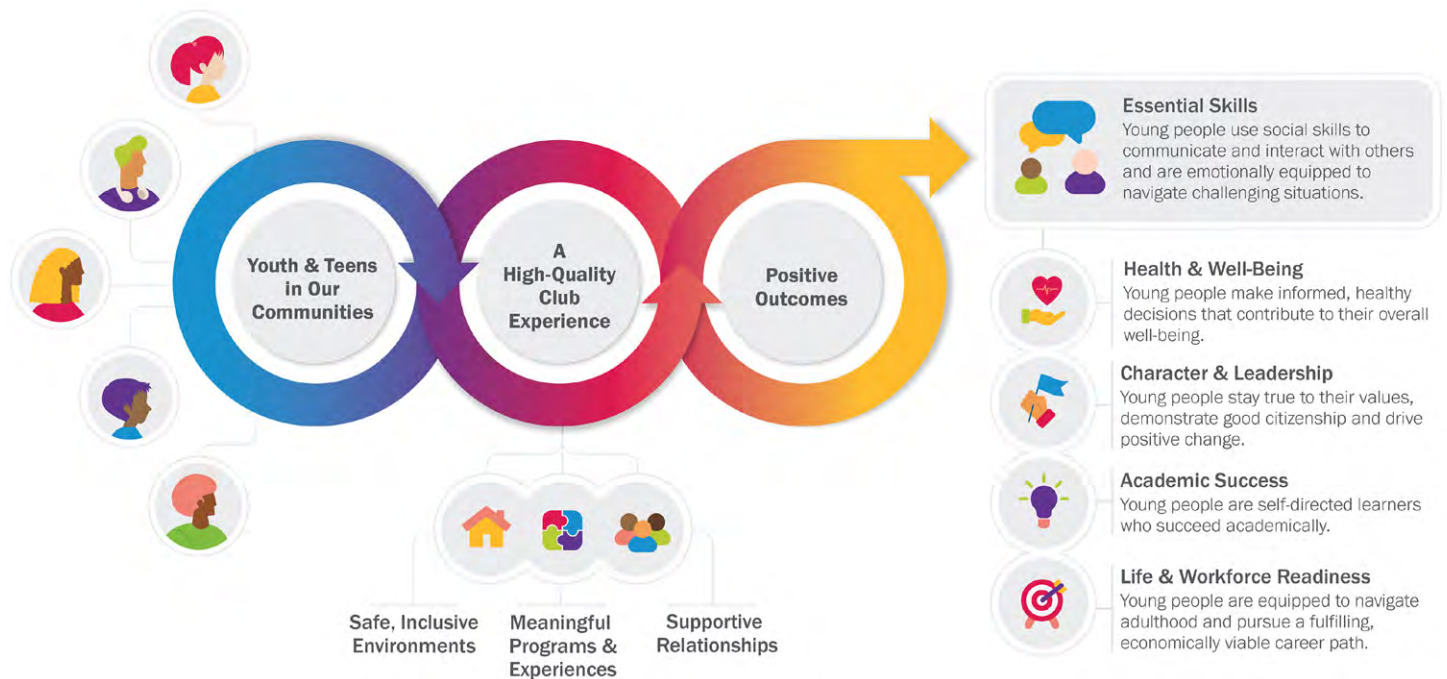 Youth & Teens
in Our
Communities
A
High-Quality
Club
Experience
Positive
Outcomes
Safe, Inclusive
Environments
Meaningful
Programs &
Experiences
Supportive
Relationships
Essential Skills
Young people use social skills to
communicate and interact with others
and are emotionally equipped to
navigate challenging situations.
Health & Well-Being
Young people make informed, healthy
decisions that contribute to their overall
well-being.
Character & Leadership
Young people stay true to their values,
demonstrate good citizenship and drive
positive change.
Academic Success
Young people are self-directed learners
who succeed academically.
Life & Workforce Readiness
Young people are equipped to navigate
adulthood and pursue a fulfilling,
economically viable career path.